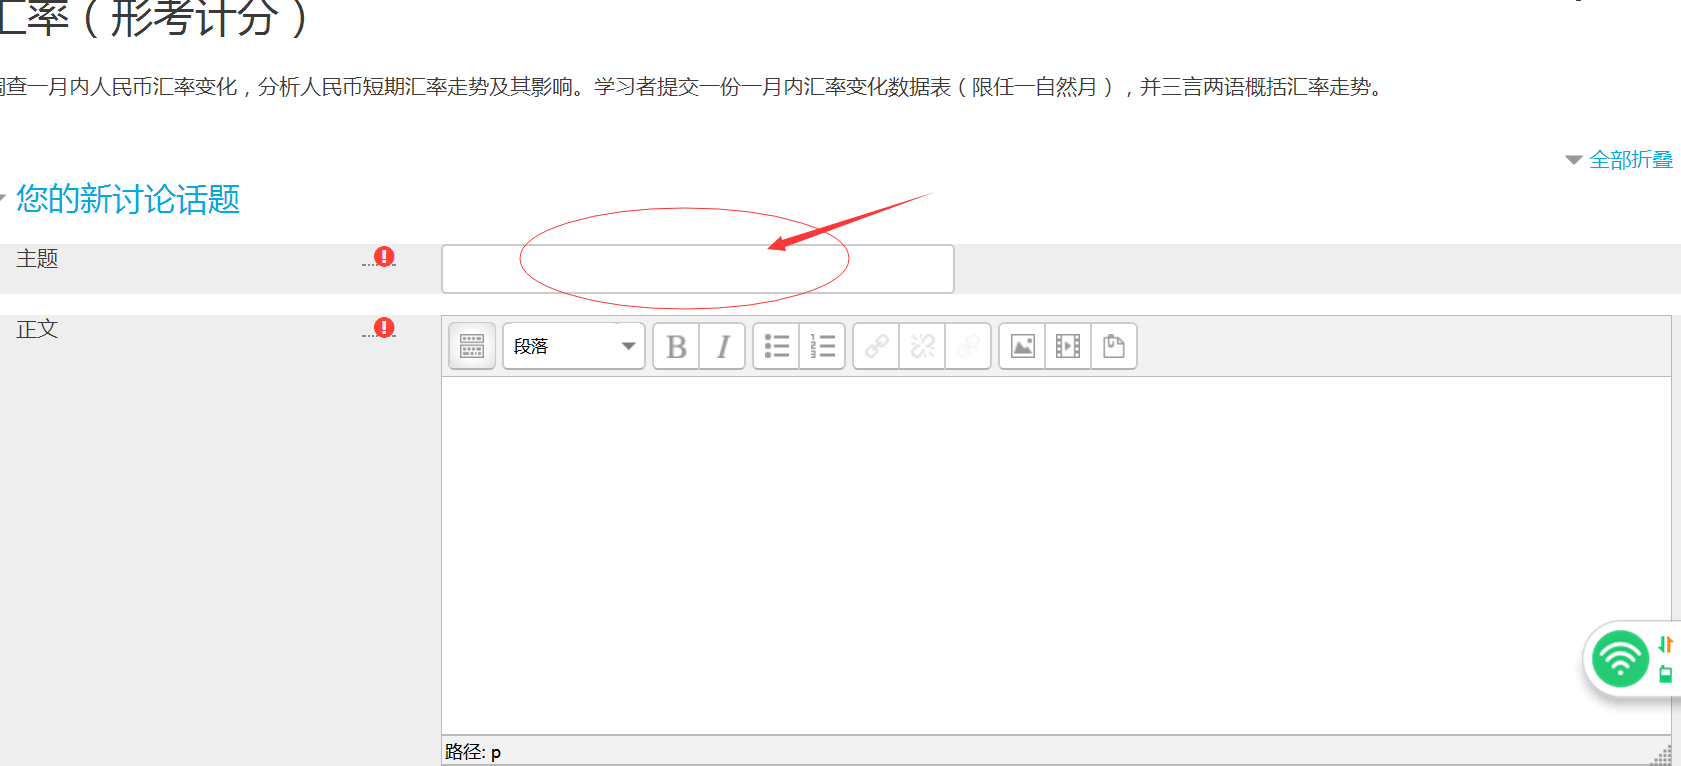 汇率（形考计分）
调查一月内人民币汇率变化，分析人民币短期汇率走势及其影响。学习者提交一份一月内汇率变化数据表（限任一自然月），并三言两语概括汇率走势。
全部折叠
您的新讨论话题
主题
正文
段落
B I
路径: p